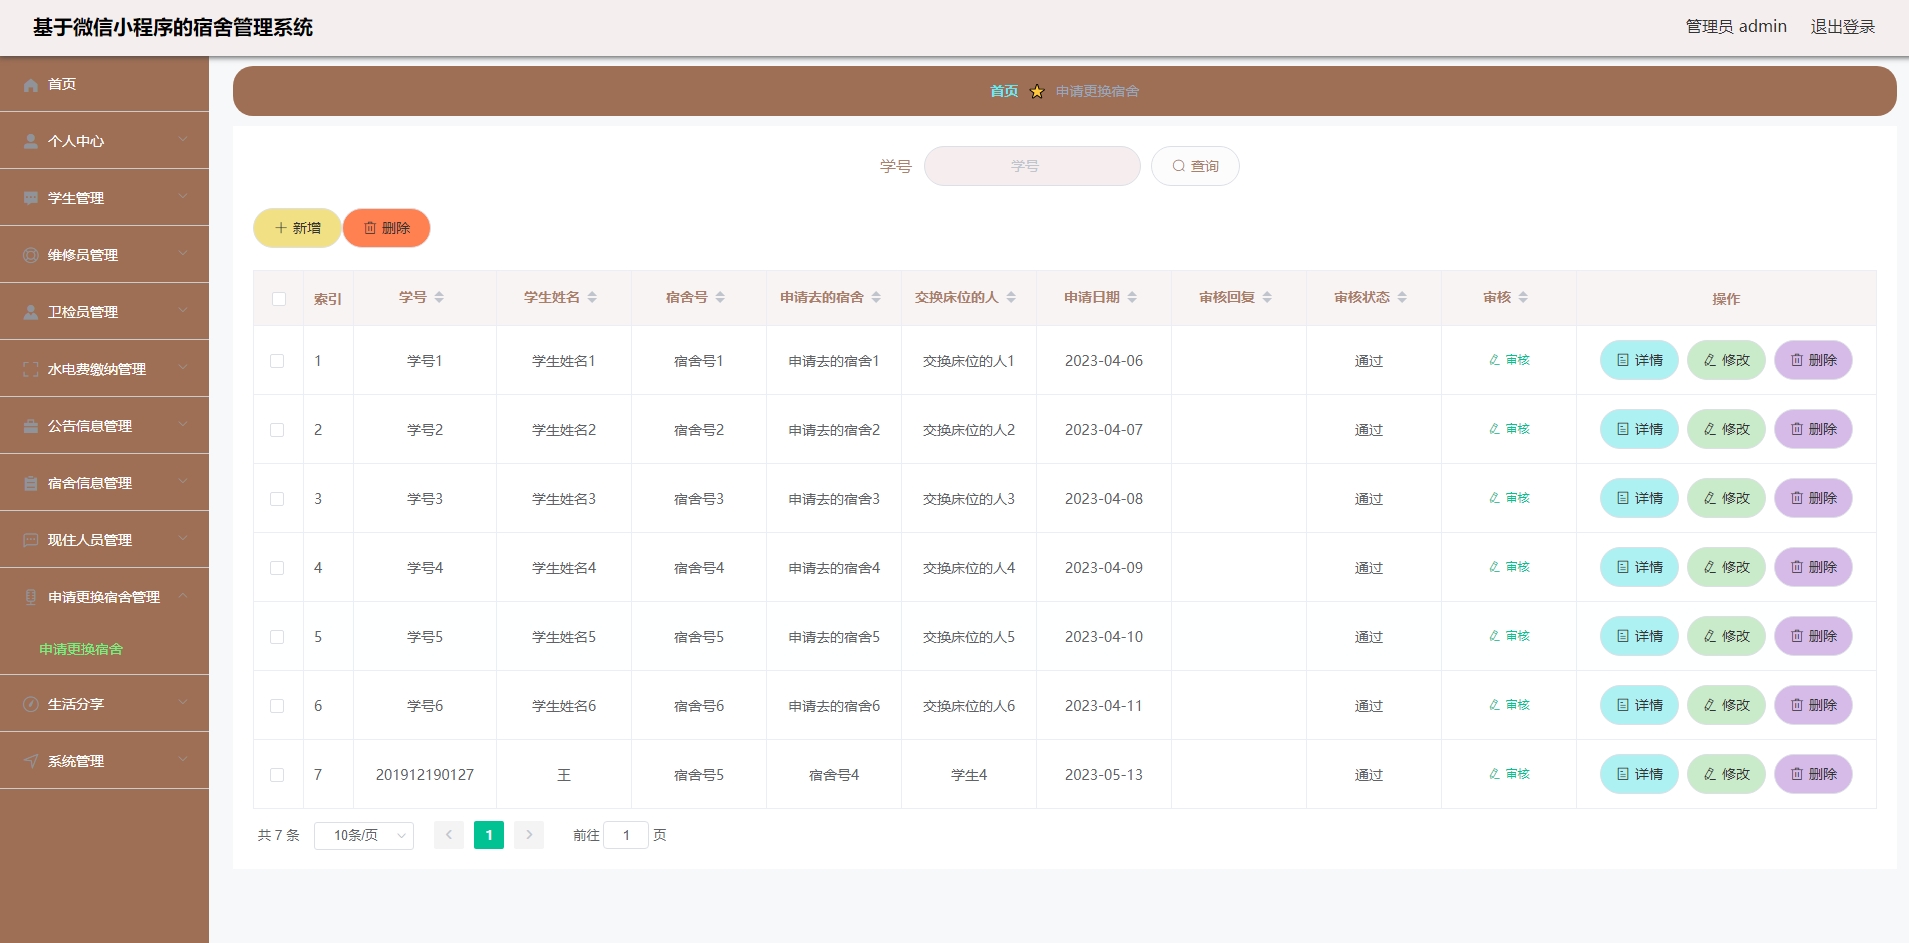 基于微信小程序的宿舍管理系统
管理员 admin 退出登录
首页
个人中心
学生管理
维修员管理
卫检员管理
水电费缴纳管理
公告信息管理
宿舍信息管理
现住人员管理
申请更换宿舍管理
申请更换宿舍
生活分享
系统管理
首页 申请更换宿舍
学号 学号 查询
新增 删除
索引 学号 学生姓名 宿舍号 申请去的宿舍 交换床位的人 申请日期 审核回复 审核状态 审核 操作
1 学号1 学生姓名1 宿舍号1 申请去的宿舍1 交换床位的人1 2023-04-06 通过 审核 详情 修改 删除
2 学号2 学生姓名2 宿舍号2 申请去的宿舍2 交换床位的人2 2023-04-07 通过 审核 详情 修改 删除
3 学号3 学生姓名3 宿舍号3 申请去的宿舍3 交换床位的人3 2023-04-08 通过 审核 详情 修改 删除
4 学号4 学生姓名4 宿舍号4 申请去的宿舍4 交换床位的人4 2023-04-09 通过 审核 详情 修改 删除
5 学号5 学生姓名5 宿舍号5 申请去的宿舍5 交换床位的人5 2023-04-10 通过 审核 详情 修改 删除
6 学号6 学生姓名6 宿舍号6 申请去的宿舍6 交换床位的人6 2023-04-11 通过 审核 详情 修改 删除
7 201912190127 王 宿舍号5 宿舍号4 学生4 2023-05-13 通过 审核 详情 修改 删除
共 7 条 10条/页 1 前往 1 页